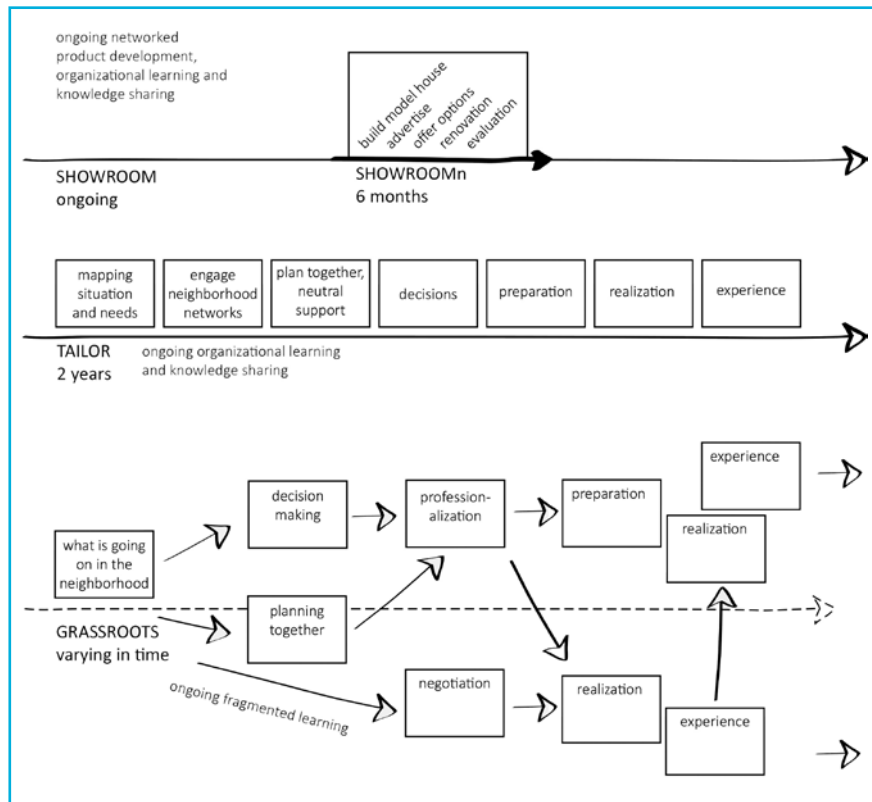 ongoing networked
product development,
organizational learning and
knowledge sharing
build model house
advertise
offer options
renovation
evaluation
SHOWROOM
ongoing
SHOWROOMn
6 months
mapping
situation
and needs
engage
neighborhood
networks
plan together,
neutral
support
decisions
preparation
realization
experience
TAILOR
2 years
ongoing organizational learning
and knowledge sharing
experience
decision
making
profession-
alization
preparation
realization
what is going
on in the
neighborhood
planning
together
GRASSROOTS
varying in time
ongoing fragmented learning
negotiation
realization
experience